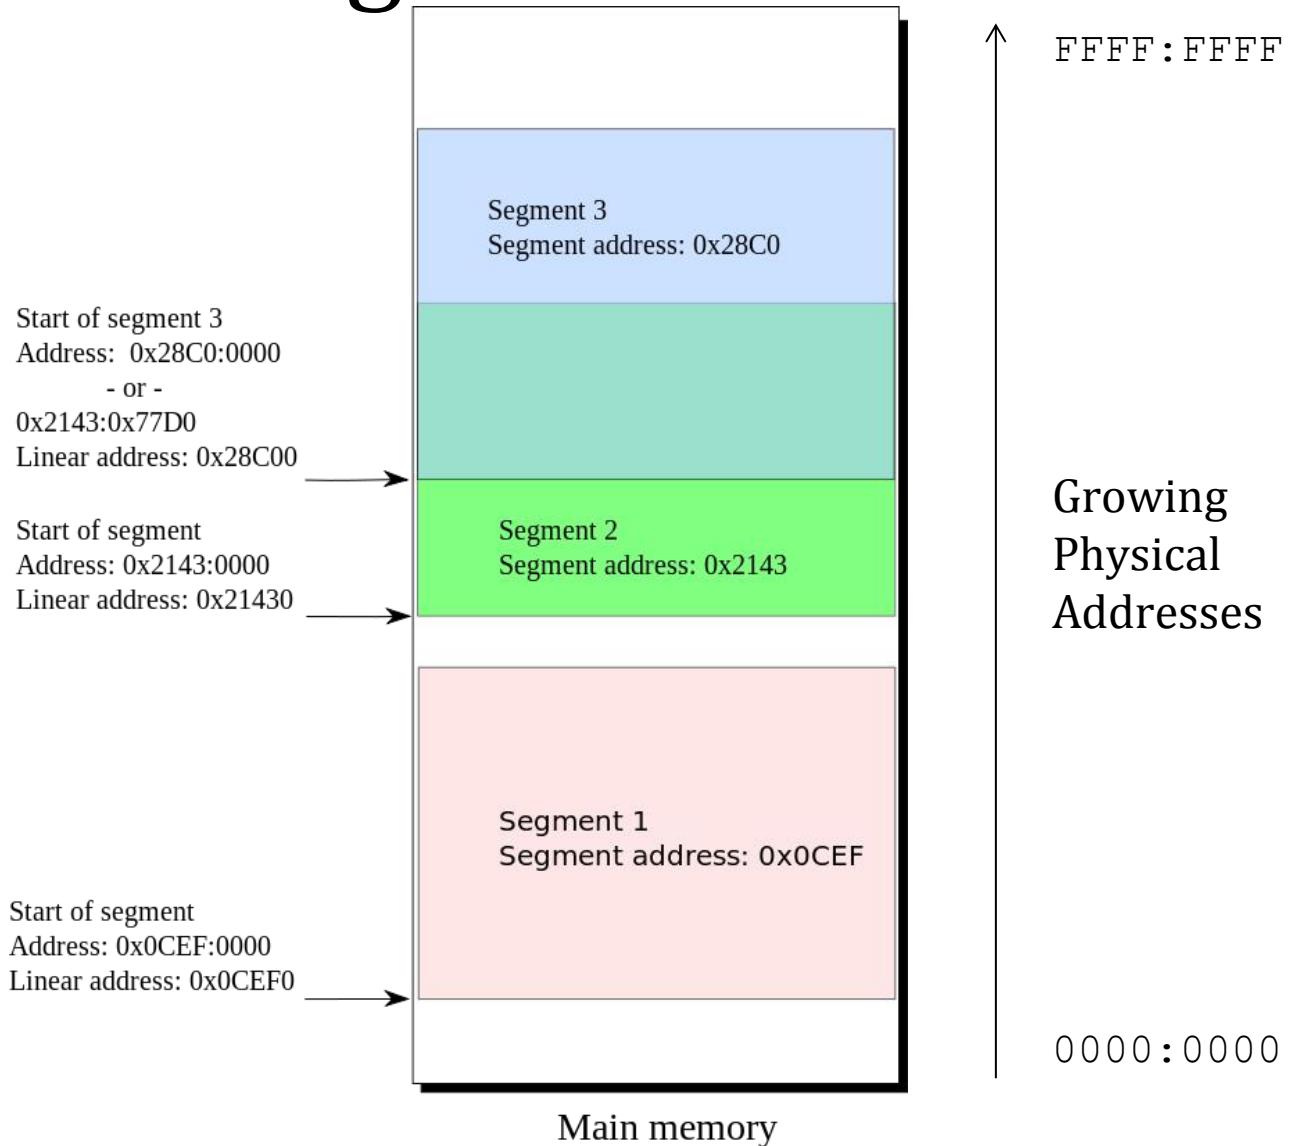 FFFF:FFFF
Segment 3
Segment address: 0x28C0
Start of segment 3
Address:  0x28C0:0000
- or -
0x2143:0x77D0
Linear address: 0x28C00
Start of segment
Address: 0x2143:0000
Linear address: 0x21430
Segment 2
Segment address: 0x2143
Growing
Physical
Addresses
Segment 1
Segment address: 0x0CEF
Start of segment
Address: 0x0CEF:0000
Linear address: 0x0CEF0
0000:0000
Main memory